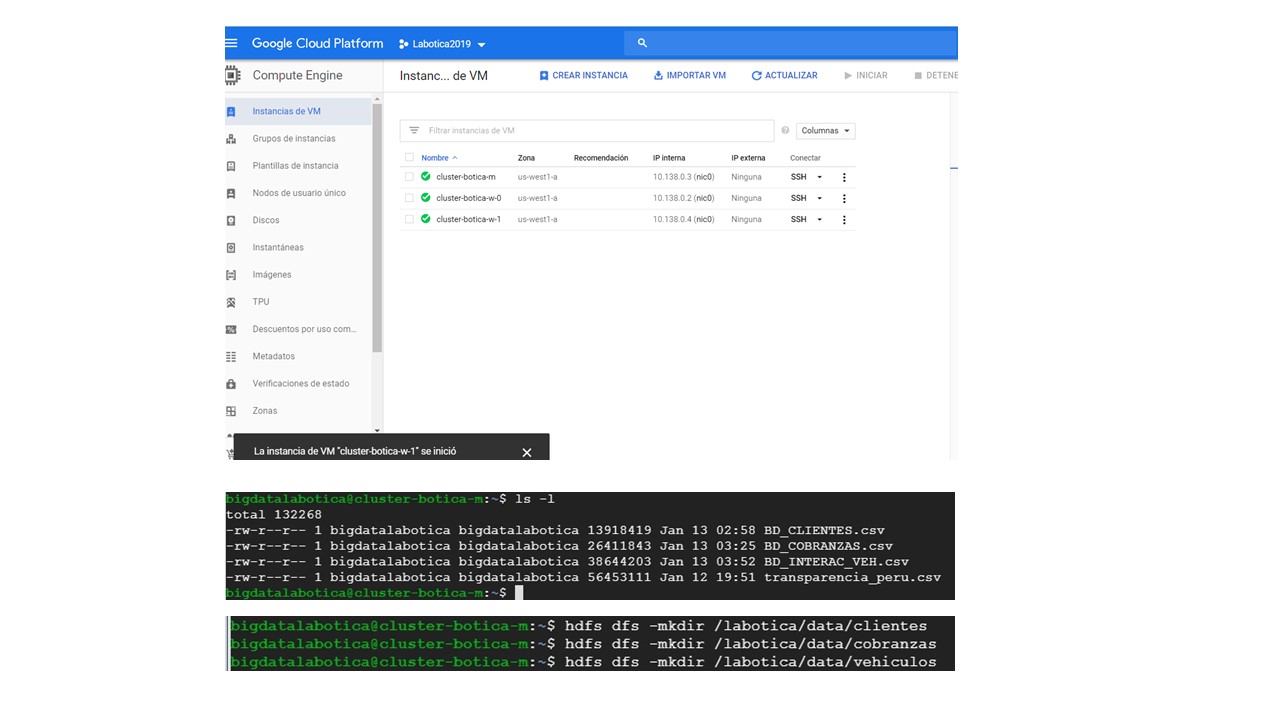 Google Cloud Platform Labotica2019
Compute Engine Instanc... de VM CREAR INSTANCIA IMPORTAR VM ACTUALIZAR INICIAR DETENE
Instancias de VM
Grupos de instancias
Plantillas de instancia
Nodos de usuario único
Discos
Instantáneas
Imágenes
TPU
Descuentos por uso com...
Metadatos
Verificaciones de estado
Zonas
Filtrar instancias de VM Columnas
Nombre Zona Recomendación IP interna IP externa Conectar
cluster-botica-m us-west1-a 10.138.0.3 (nic0) Ninguna SSH
cluster-botica-w-0 us-west1-a 10.138.0.2 (nic0) Ninguna SSH
cluster-botica-w-1 us-west1-a 10.138.0.4 (nic0) Ninguna SSH
La instancia de VM "cluster-botica-w-1" se inició
bigdatalabotica@cluster-botica-m:~$ ls -l
total 132268
-rw-r--r-- 1 bigdatalabotica bigdatalabotica 13918419 Jan 13 02:58 BD_CLIENTES.csv
-rw-r--r-- 1 bigdatalabotica bigdatalabotica 26411843 Jan 13 03:25 BD_COBRANZAS.csv
-rw-r--r-- 1 bigdatalabotica bigdatalabotica 38644203 Jan 13 03:52 BD_INTERAC_VEH.csv
-rw-r--r-- 1 bigdatalabotica bigdatalabotica 56453111 Jan 12 19:51 transparencia_peru.csv
bigdatalabotica@cluster-botica-m:~$
bigdatalabotica@cluster-botica-m:~$ hdfs dfs -mkdir /labotica/data/clientes
bigdatalabotica@cluster-botica-m:~$ hdfs dfs -mkdir /labotica/data/cobranzas
bigdatalabotica@cluster-botica-m:~$ hdfs dfs -mkdir /labotica/data/vehiculos